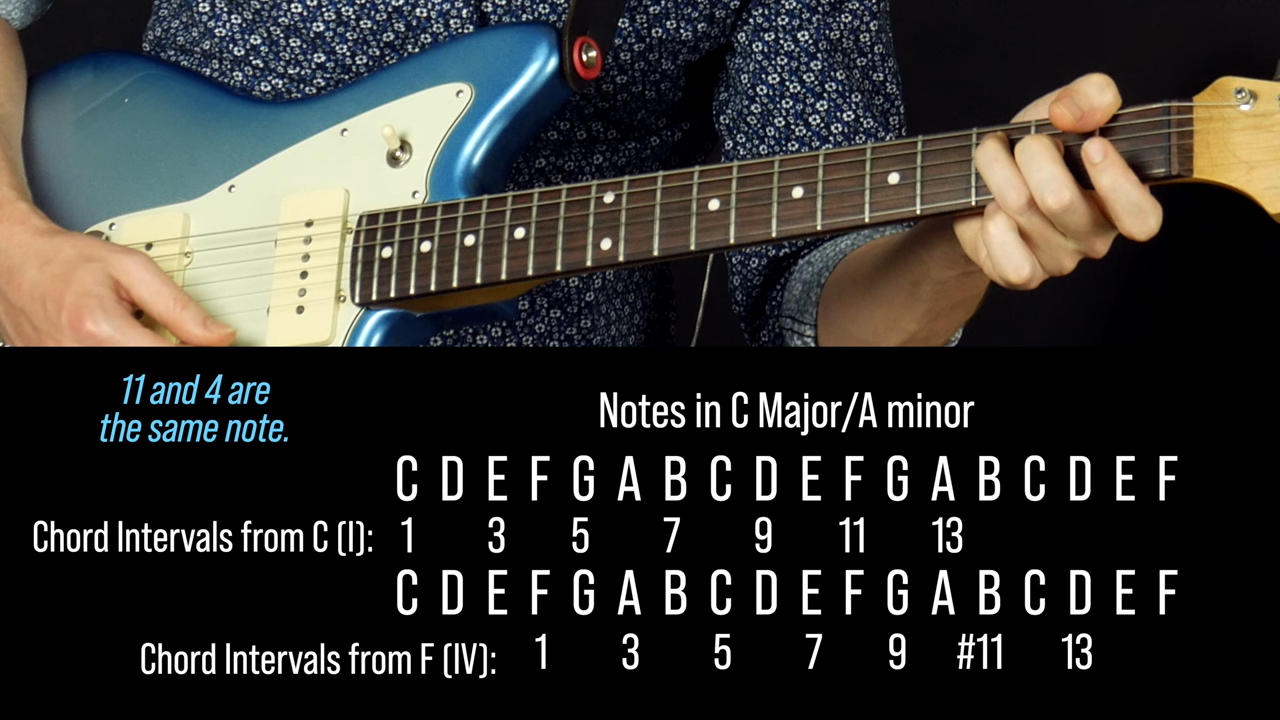 11 and 4 are
the same note.
Notes in C Major/A minor
C D E F G A B C D E F G A B C D E F
Chord Intervals from C (I): 1 3 5 7 9 11 13
C D E F G A B C D E F G A B C D E F
Chord Intervals from F (IV): 1 3 5 7 9 #11 13